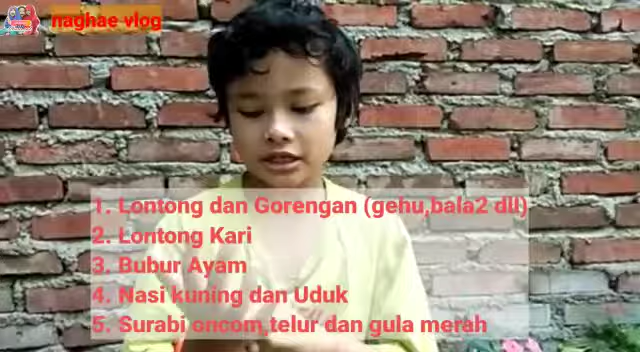 naghae vlog
1. Lontong dan Gorengan (gehu,bala2 dll)
2. Lontong Kari
3. Bubur Ayam
4. Nasi kuning dan Uduk
5. Surabi oncom,telur dan gula merah